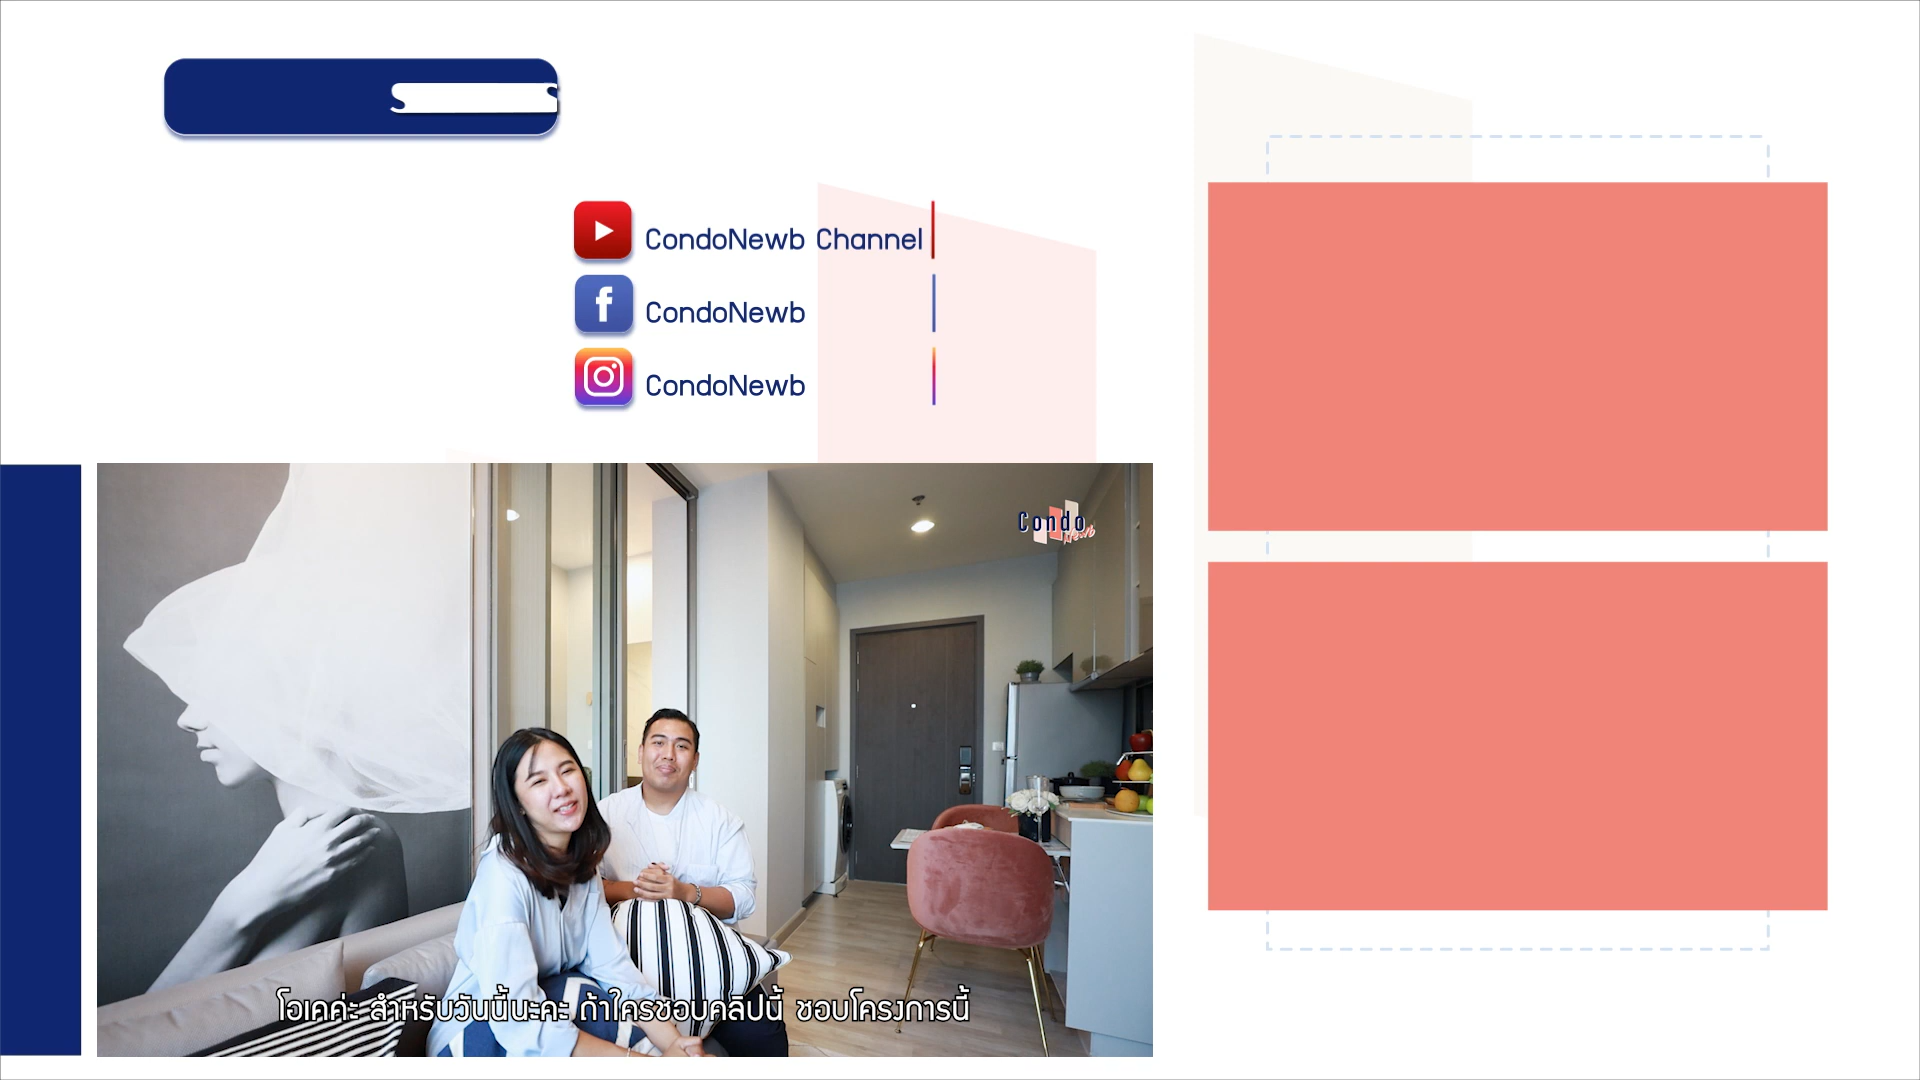 CondoNewb Channel
CondoNewb
CondoNewb
Condo
Newb
โอเคค่ะ สำหรับวันนี้นะคะ ถ้าใครชอบคลิปนี้ ชอบโครงการนี้